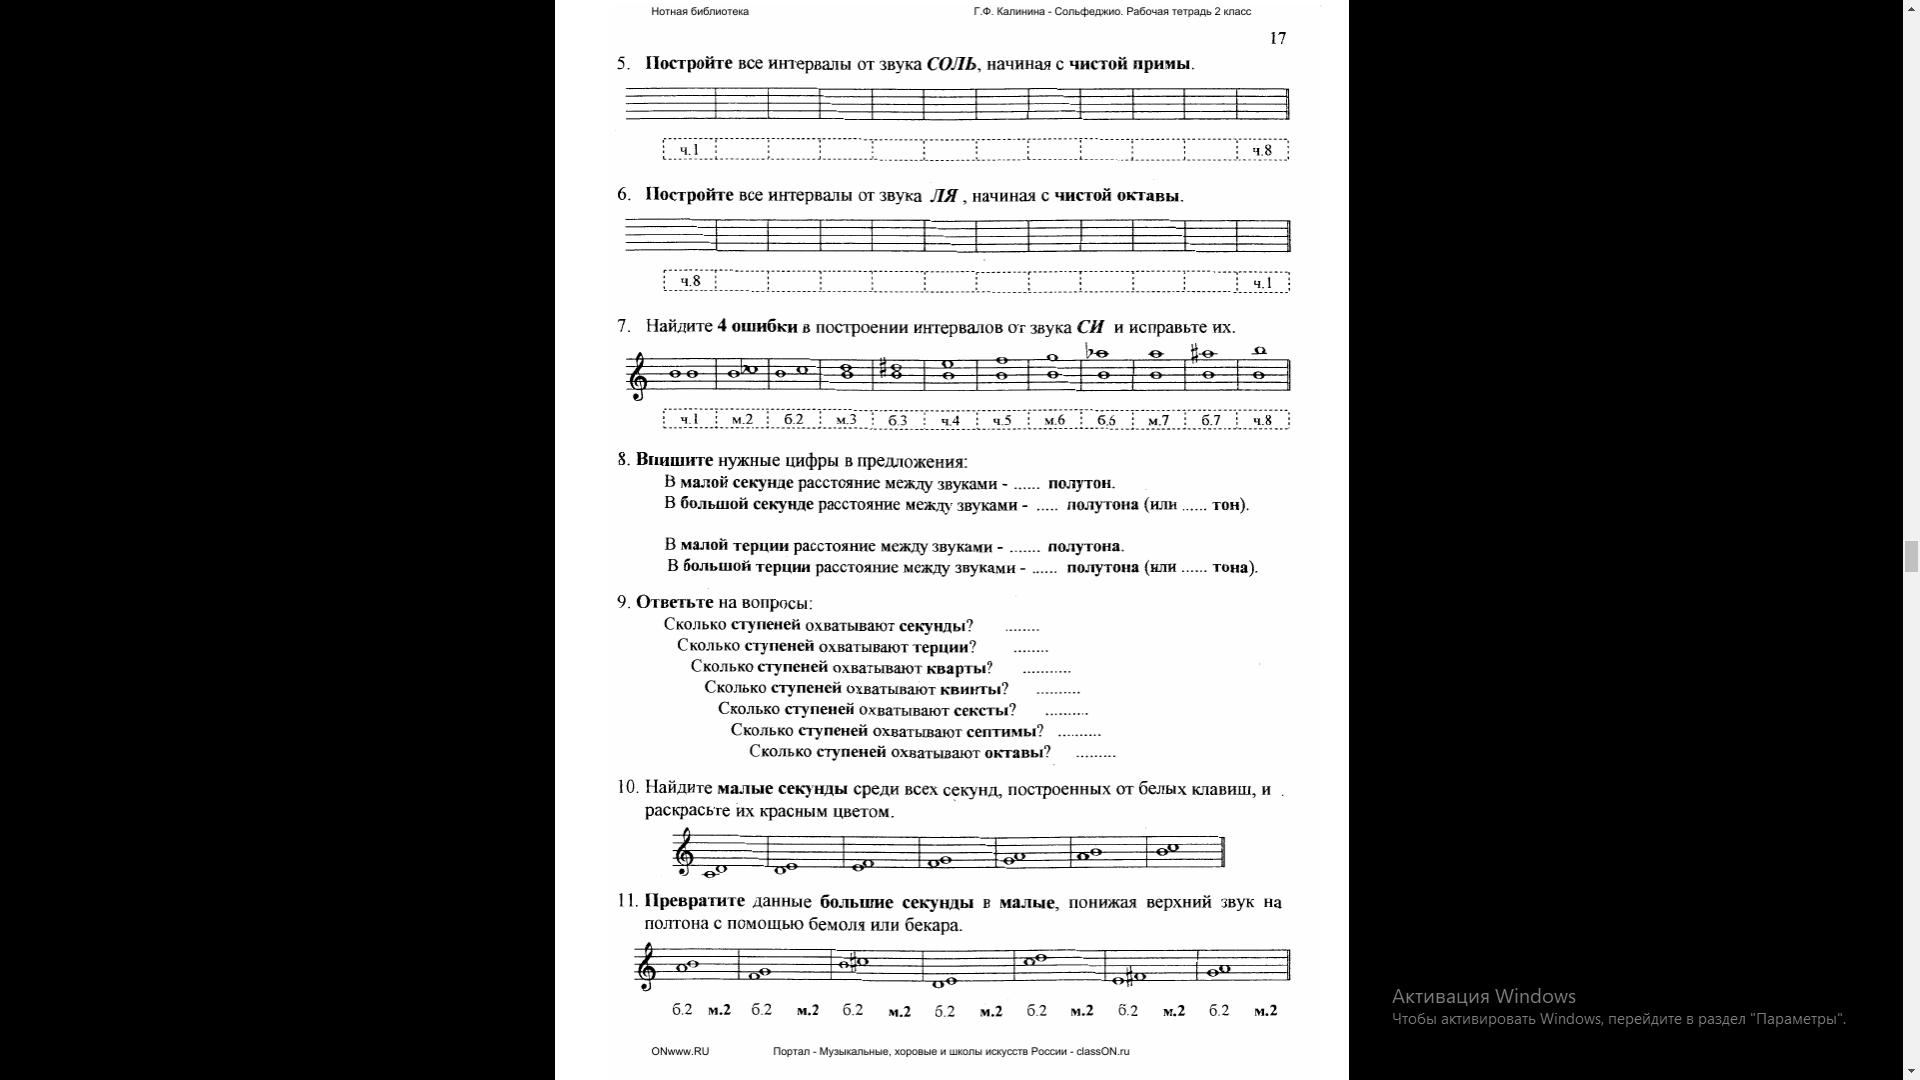 Нотная библиотека Г.Ф. Калинина - Сольфеджио. Рабочая тетрадь 2 класс
17
5. Постройте все интервалы от звука СОЛЬ, начиная с чистой примы.
ч.1 ч.8
6. Постройте все интервалы от звука ЛЯ , начиная с чистой октавы.
ч.8 ч.1
7. Найдите 4 ошибки в построении интервалов от звука СИ и исправьте их.
ч.1 м.2 б.2 м.3 б.3 ч.4 ч.5 м.6 б.6 м.7 б.7 ч.8
8. Впишите нужные цифры в предложения:
В малой секунде расстояние между звуками - ...... полутон.
В большой секунде расстояние между звуками - ..... полутона (или ...... тон).
В малой терции расстояние между звуками - ....... полутона.
В большой терции расстояние между звуками - ...... полутона (или ...... тона).
9. Ответьте на вопросы:
Сколько ступеней охватывают секунды? ........
Сколько ступеней охватывают терции? ........
Сколько ступеней охватывают кварты? ...........
Сколько ступеней охватывают квинты? ..........
Сколько ступеней охватывают сексты? ..........
Сколько ступеней охватывают септимы? ..........
Сколько ступеней охватывают октавы? .........
10. Найдите малые секунды среди всех секунд, построенных от белых клавиш, и
раскрасьте их красным цветом.
11. Превратите данные большие секунды в малые, понижая верхний звук на
полтона с помощью бемоля или бекара.
б.2 м.2 б.2 м.2 б.2 м.2 б.2 м.2 б.2 м.2 б.2 м.2 б.2 м.2
ONwww.RU Портал - Музыкальные, хоровые и школы искусств России - classON.ru
Активация Windows
Чтобы активировать Windows, перейдите в раздел "Параметры".